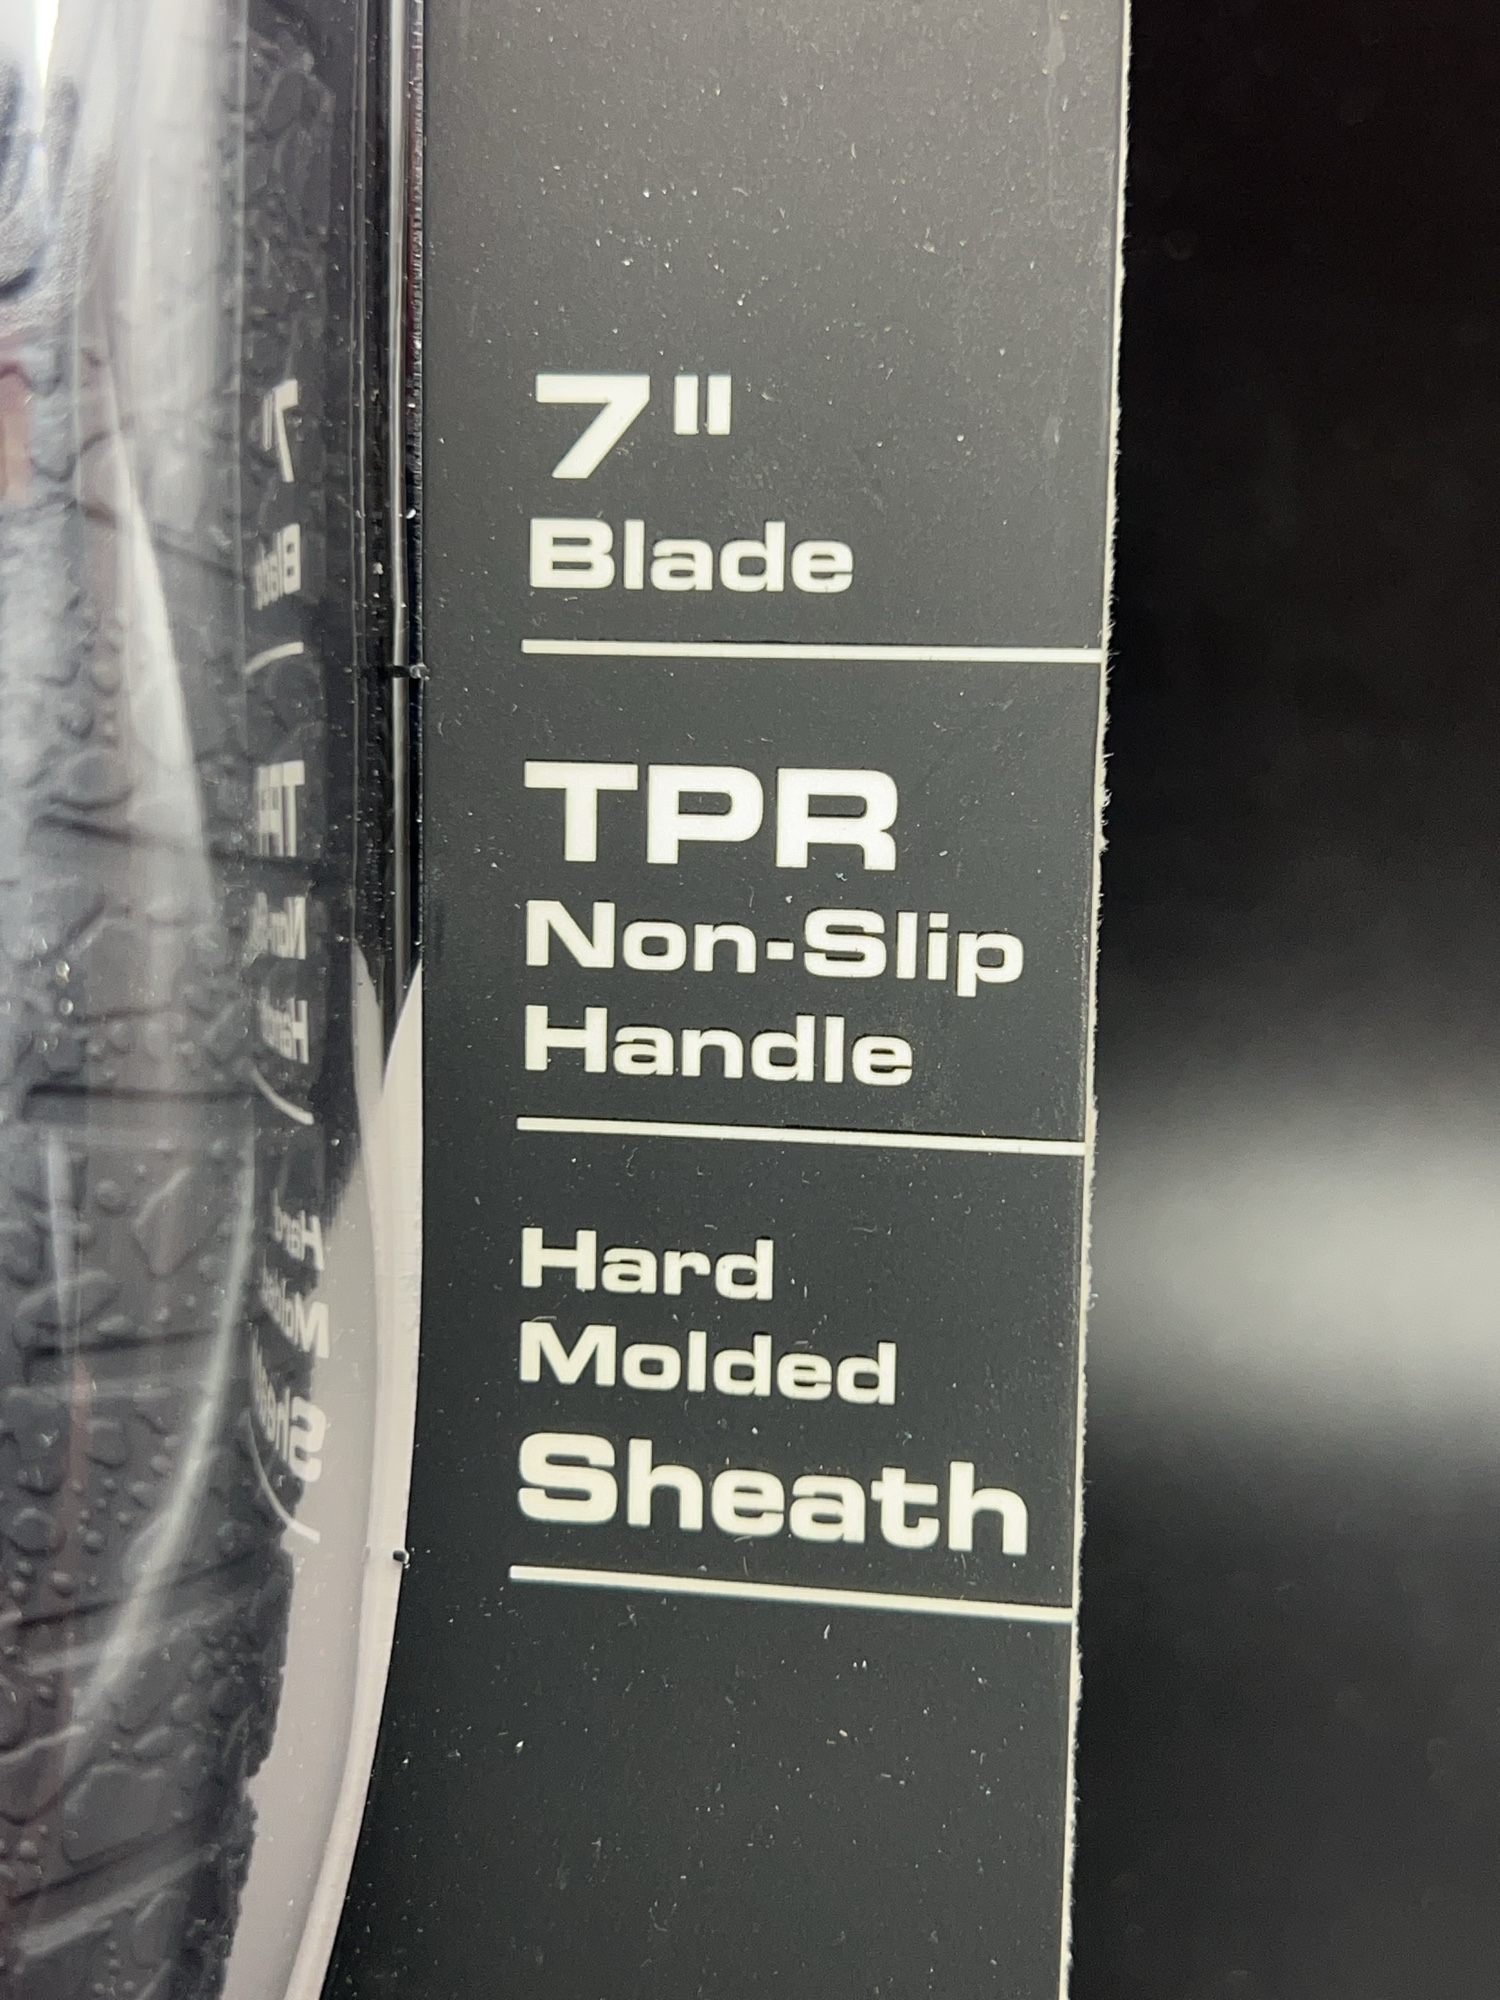 7"
Blade
TPR
Non-Slip
Handle
Hard
Molded
Sheath